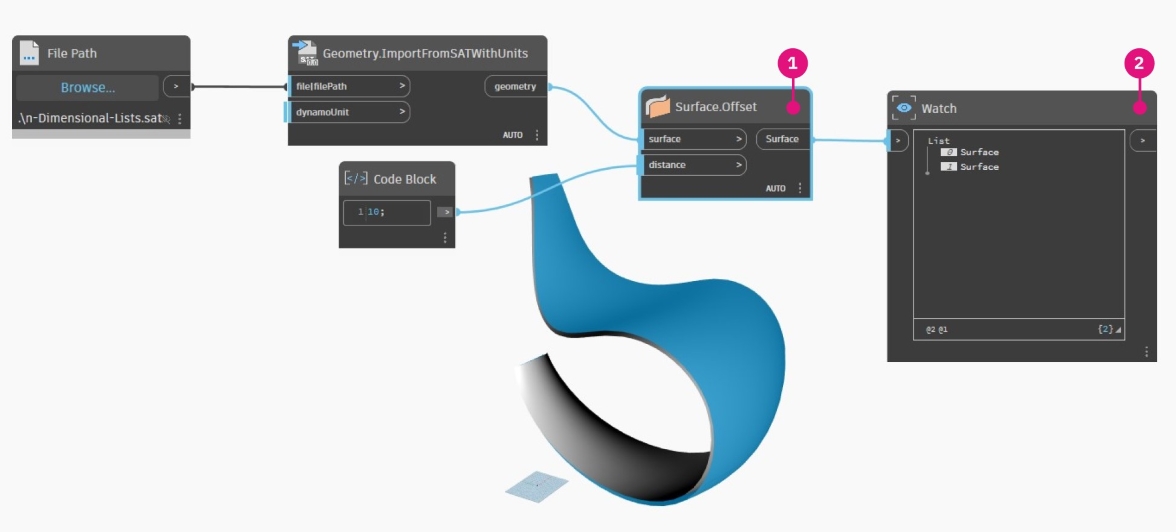 File Path
Browse...
>
.\n-Dimensional-Lists.sat
Geometry.ImportFromSATWithUnits
file|filePath >
geometry
dynamoUnit >
AUTO
[</>] Code Block
1 10;
>
1
Surface.Offset
surface >
Surface
distance >
AUTO
2
Watch
>
>
List
0 Surface
1 Surface
@2 @1
{2}